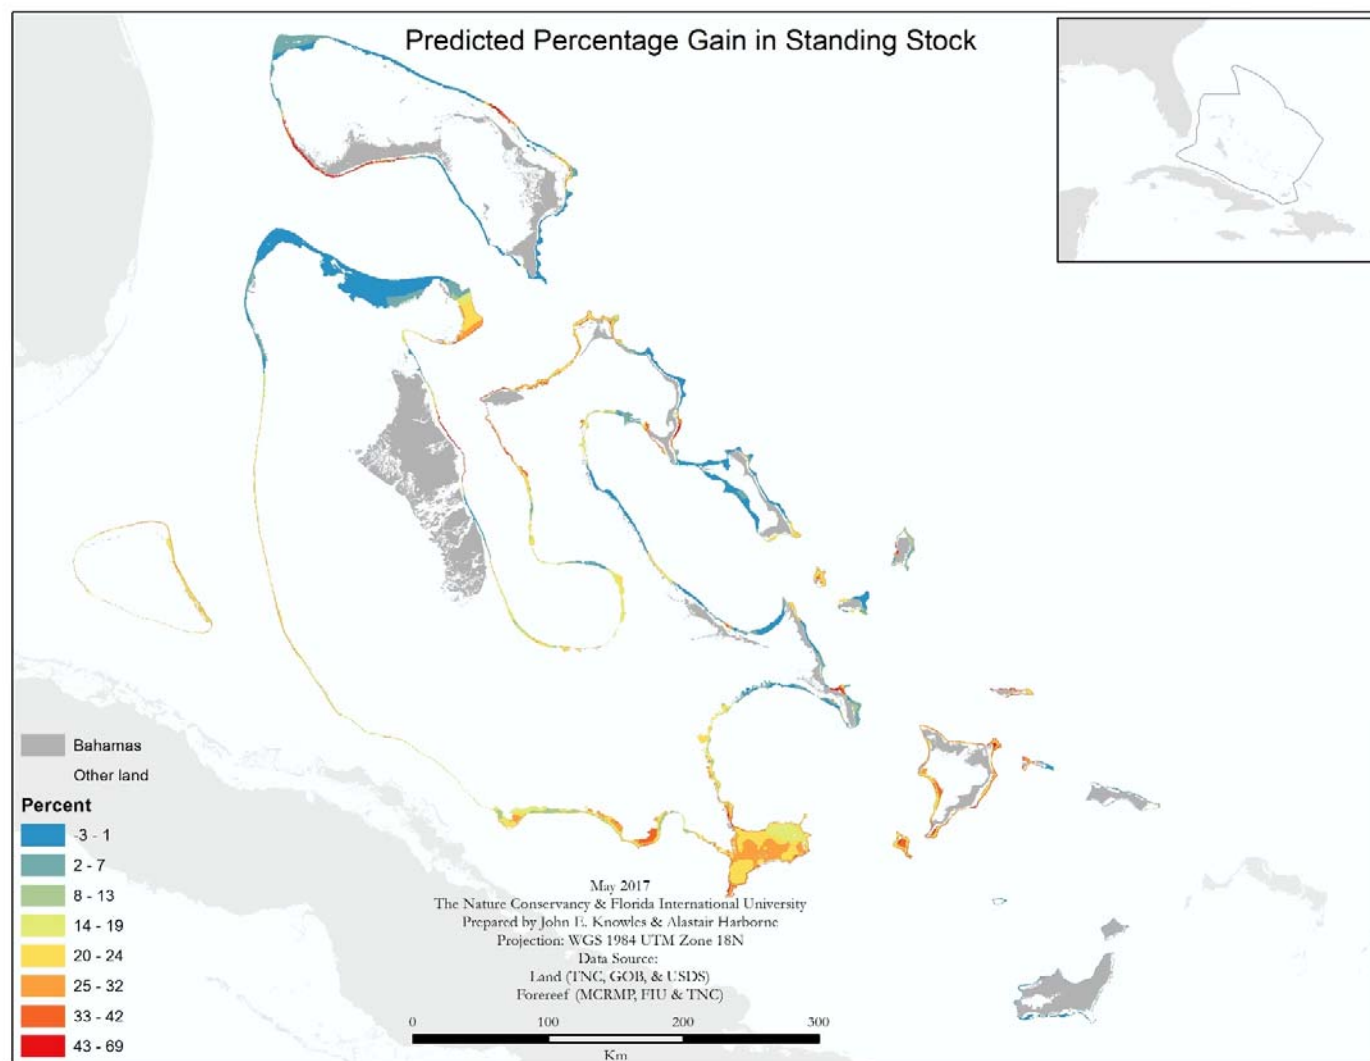 Predicted Percentage Gain in Standing Stock
Bahamas
Other land
Percent
-3 - 1
2 - 7
8 - 13
14 - 19
20 - 24
25 - 32
33 - 42
43 - 69
May 2017
The Nature Conservancy & Florida International University
Prepared by John E. Knowles & Alastair Harborne
Projection: WGS 1984 UTM Zone 18N
Data Source:
Land (TNC, GOB, & USDS)
Forereef (MCRMP, FIU & TNC)
0 100 200 300
Km